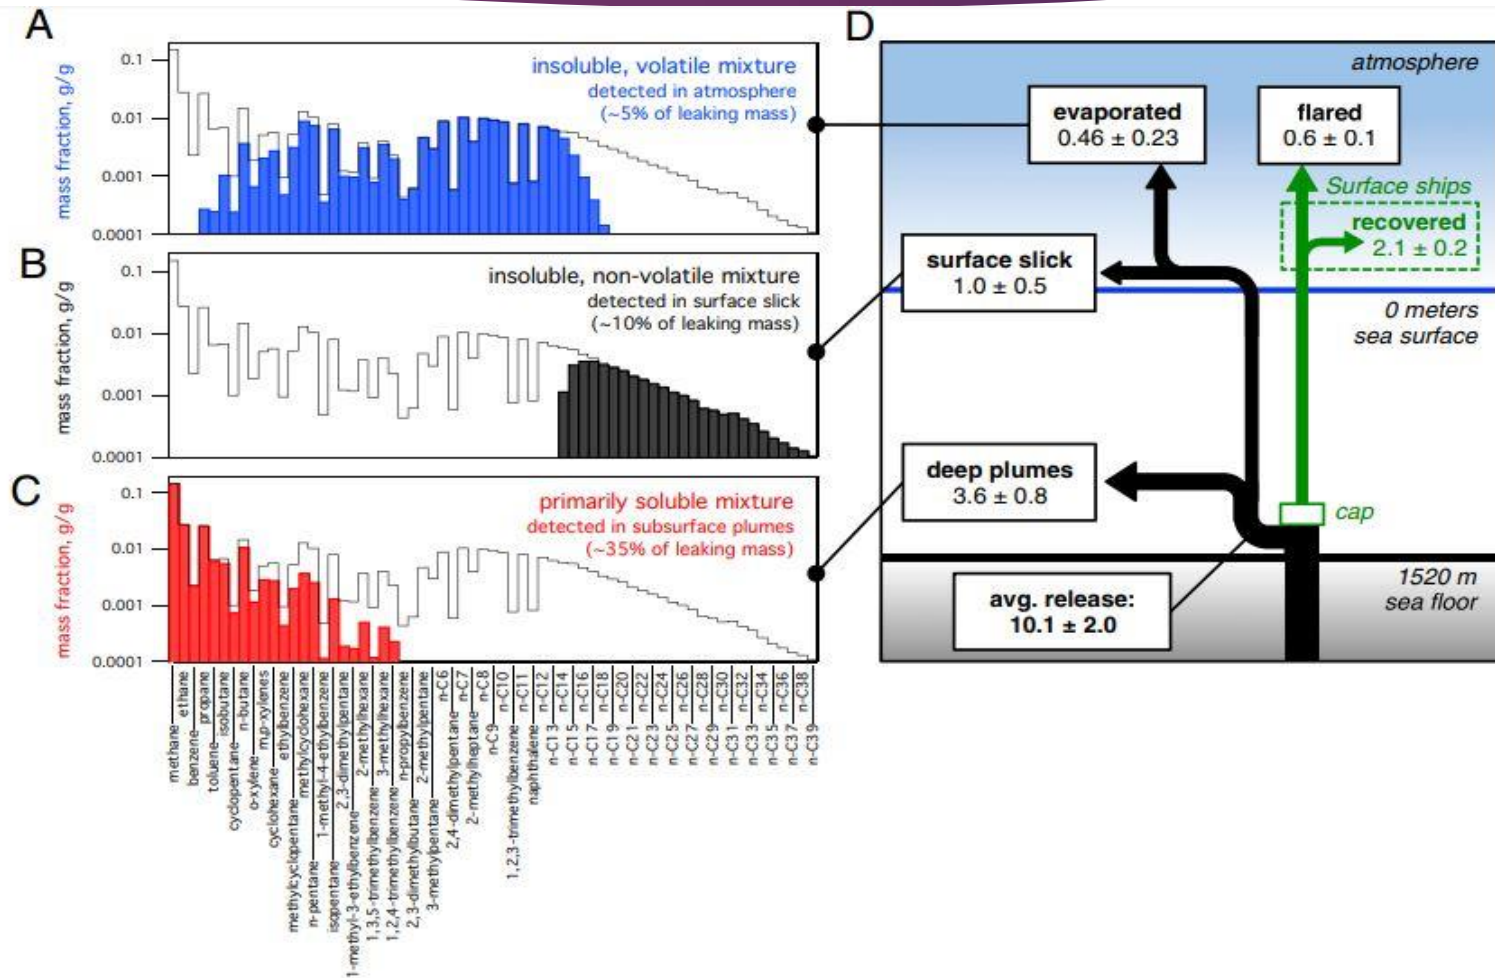 A
mass fraction, g/g
0.1
0.01
0.001
0.0001
insoluble, volatile mixture
detected in atmosphere
(~5% of leaking mass)
B
mass fraction, g/g
0.1
0.01
0.001
0.0001
insoluble, non-volatile mixture
detected in surface slick
(~10% of leaking mass)
C
mass fraction, g/g
0.1
0.01
0.001
0.0001
primarily soluble mixture
detected in subsurface plumes
(~35% of leaking mass)
methane
ethane
benzene
propane
toluene
isobutane
cyclopentane
n-butane
o-xylene
m,p-xylenes
cyclohexane
ethylbenzene
methylcyclopentane
methylcyclohexane
n-pentane
1-methyl-4-ethylbenzene
isopentane
2,3-dimethylpentane
1-methyl-3-ethylbenzene
2-methylhexane
1,3,5-trimethylbenzene
3-methylhexane
1,2,4-trimethylbenzene
n-propylbenzene
2,3-dimethylbutane
2-methylpentane
3-methylpentane
n-C6
2,4-dimethylpentane
n-C7
2-methylheptane
n-C8
n-C9
n-C10
1,2,3-trimethylbenzene
n-C11
naphthalene
n-C12
n-C13
n-C14
n-C15
n-C16
n-C17
n-C18
n-C19
n-C20
n-C21
n-C22
n-C23
n-C24
n-C25
n-C26
n-C27
n-C28
n-C29
n-C30
n-C31
n-C32
n-C33
n-C34
n-C35
n-C36
n-C37
n-C38
n-C39
D
atmosphere
evaporated
0.46 ± 0.23
flared
0.6 ± 0.1
Surface ships
recovered
2.1 ± 0.2
surface slick
1.0 ± 0.5
0 meters
sea surface
deep plumes
3.6 ± 0.8
cap
avg. release:
10.1 ± 2.0
1520 m
sea floor